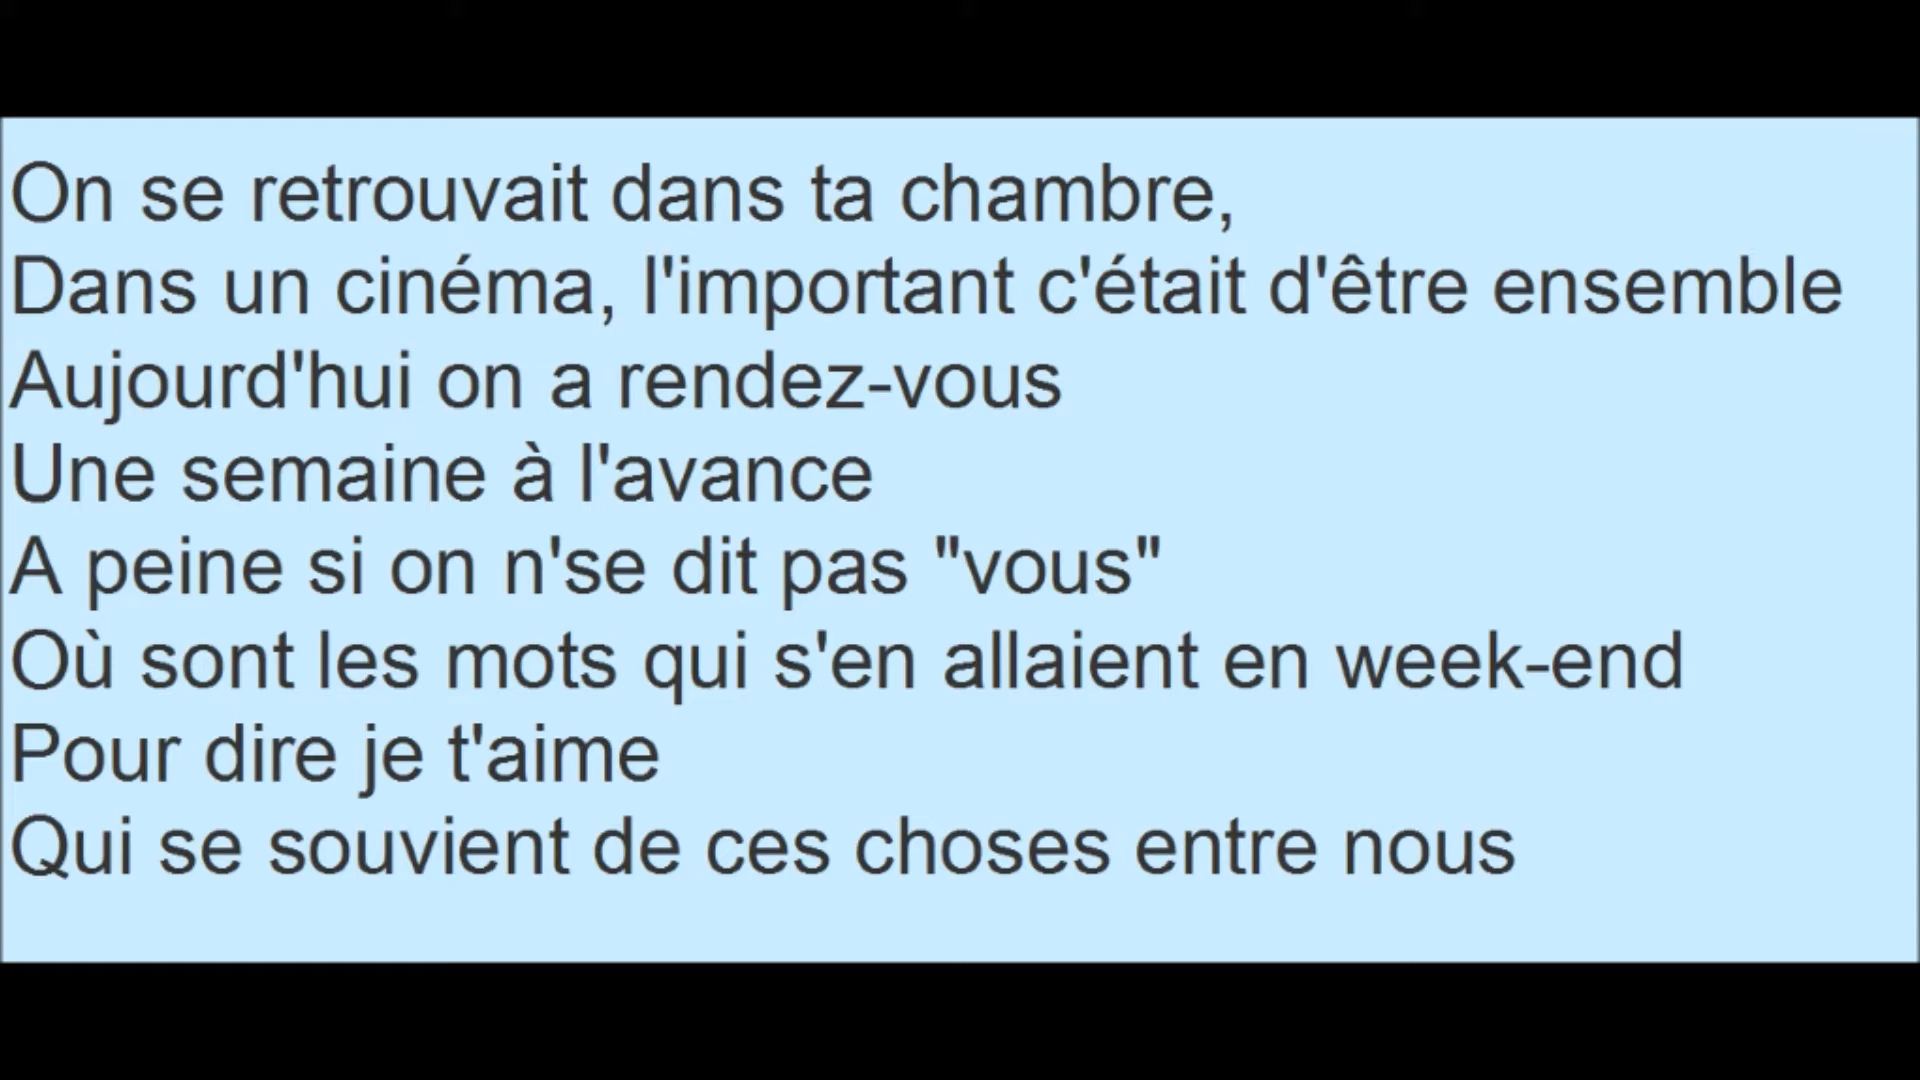 On se retrouvait dans ta chambre,
Dans un cinéma, l'important c'était d'être ensemble
Aujourd'hui on a rendez-vous
Une semaine à l'avance
A peine si on n'se dit pas "vous"
Où sont les mots qui s'en allaient en week-end
Pour dire je t'aime
Qui se souvient de ces choses entre nous